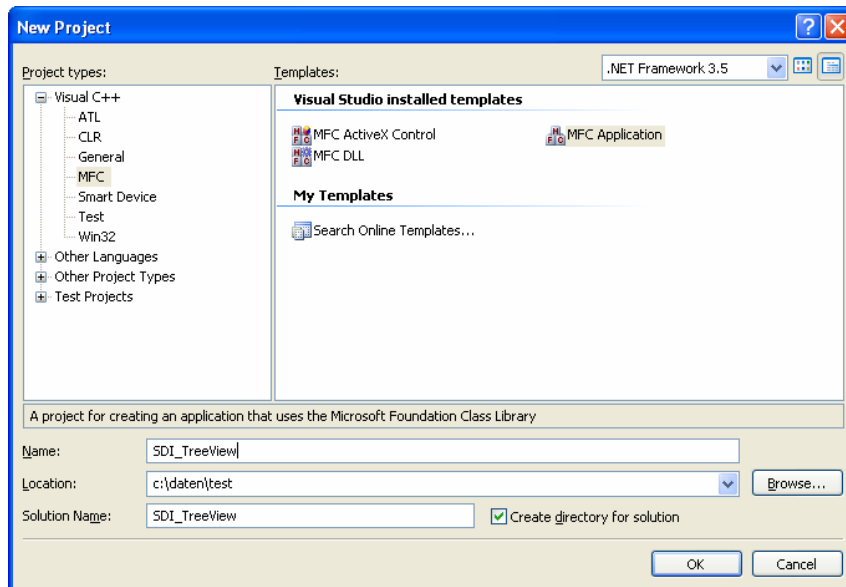 New Project
Project types:
Templates:
.NET Framework 3.5
Visual C++
ATL
CLR
General
MFC
Smart Device
Test
Win32
Other Languages
Other Project Types
Test Projects
Visual Studio installed templates
MFC ActiveX Control
MFC Application
MFC DLL
My Templates
Search Online Templates...
A project for creating an application that uses the Microsoft Foundation Class Library
Name:
SDI_TreeView
Location:
c:\daten\test
Browse...
Solution Name:
SDI_TreeView
Create directory for solution
OK
Cancel